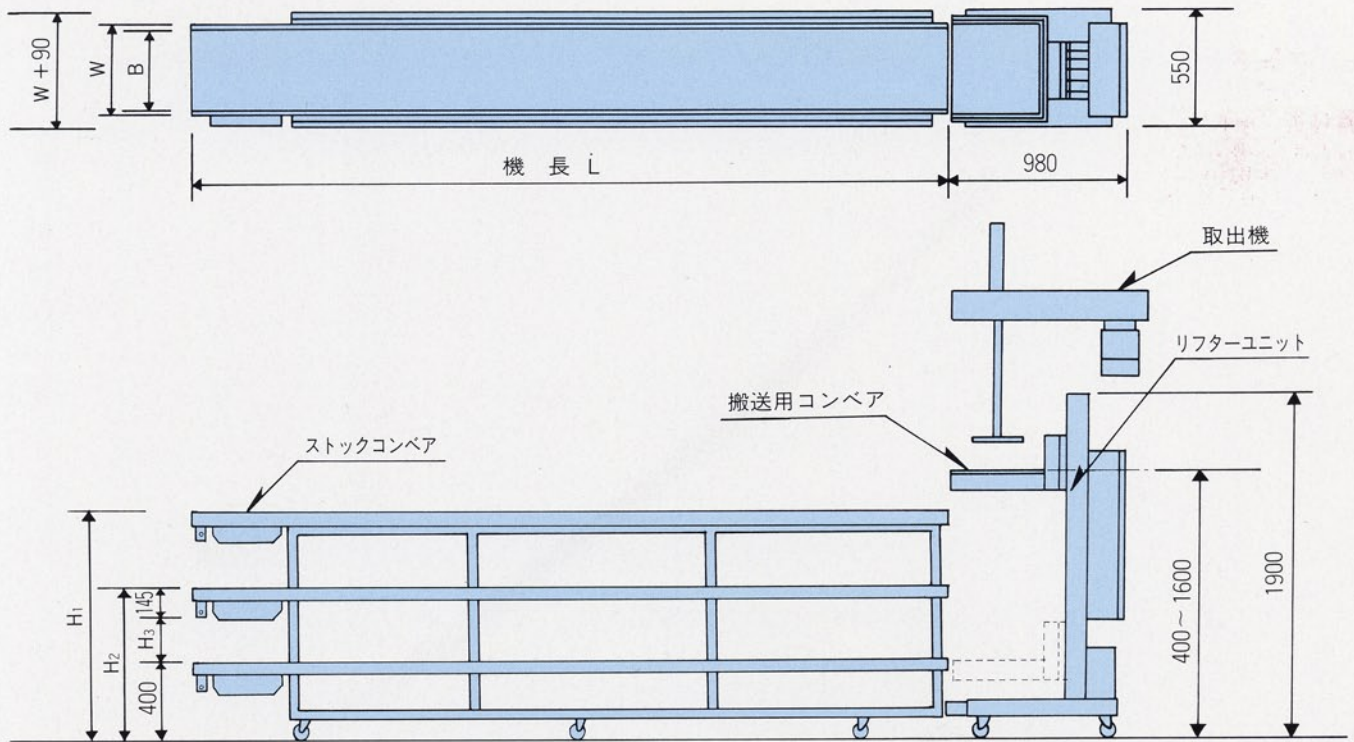 W+90
W
B
550
機 長 L
980
取出機
リフターユニット
搬送用コンベア
ストックコンベア
H₁
H₂
145
H₃
400
400～1600
1900